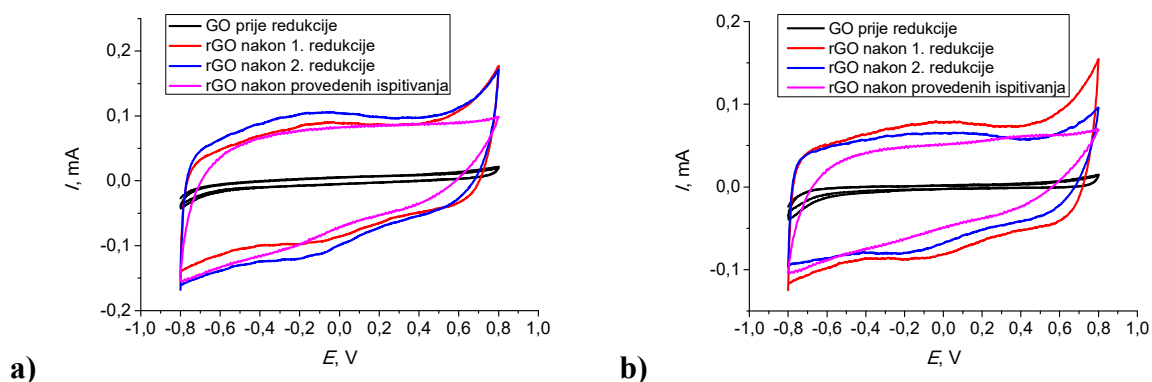 GO prije redukcije
rGO nakon 1. redukcije
rGO nakon 2. redukcije
rGO nakon provedenih ispitivanja
0,2
0,1
0,0
-0,1
-0,2
I, mA
-1,0 -0,8 -0,6 -0,4 -0,2 0,0 0,2 0,4 0,6 0,8 1,0
E, V
a)
GO prije redukcije
rGO nakon 1. redukcije
rGO nakon 2. redukcije
rGO nakon provedenih ispitivanja
0,2
0,1
0,0
-0,1
I, mA
-1,0 -0,8 -0,6 -0,4 -0,2 0,0 0,2 0,4 0,6 0,8 1,0
E, V
b)